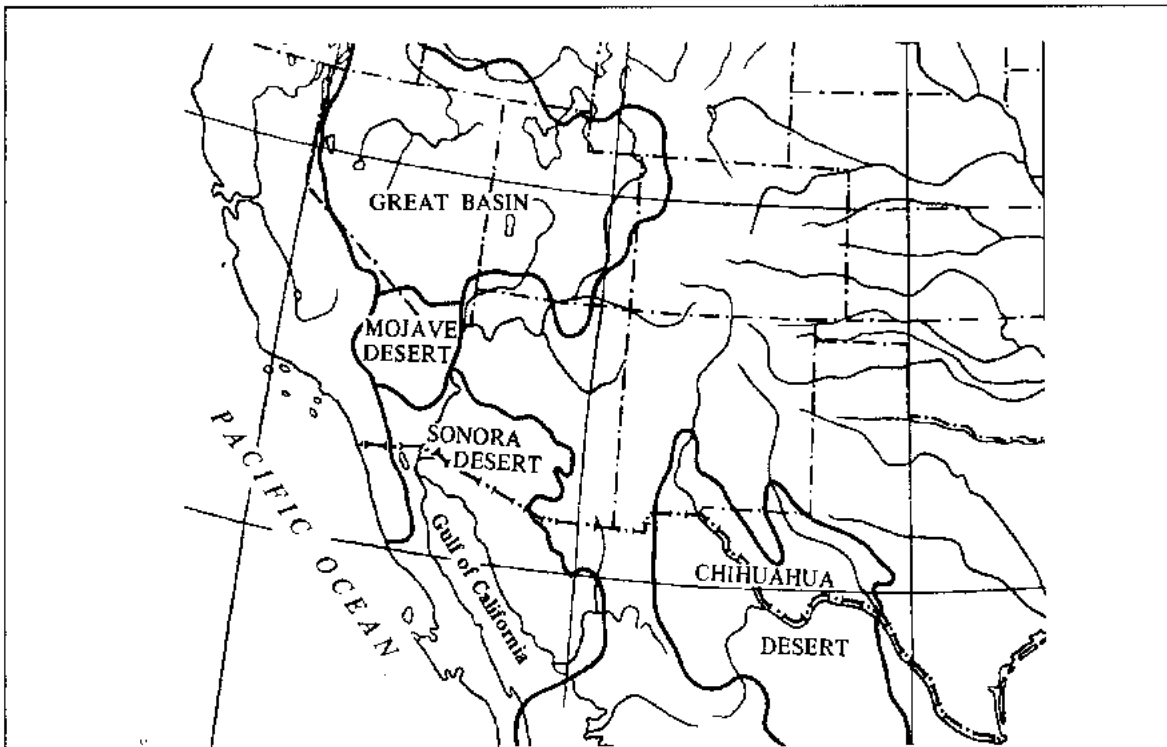 GREAT BASIN
MOJAVE
DESERT
SONORA
DESERT
PACIFIC OCEAN
Gulf of California
CHIHUAHUA
DESERT